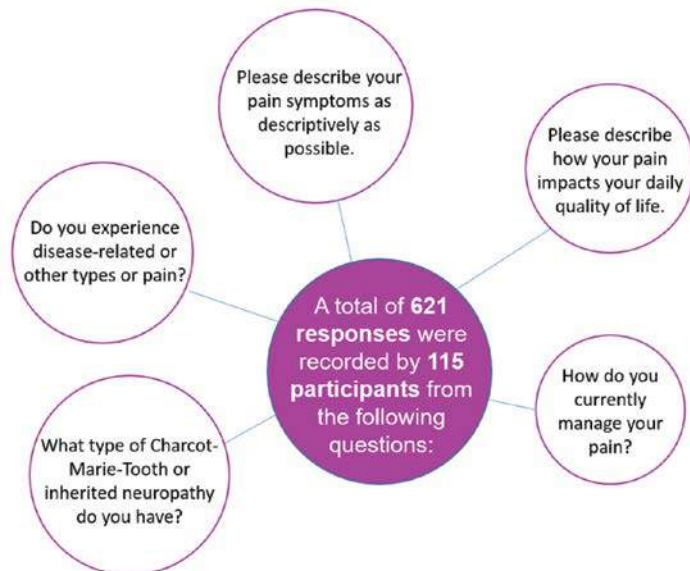 Please describe your
pain symptoms as
descriptively as
possible.
Please describe
how your pain
impacts your daily
quality of life.
Do you experience
disease-related or
other types or pain?
A total of 621
responses were
recorded by 115
participants from
the following
questions:
How do you
currently
manage your
pain?
What type of Charcot-
Marie-Tooth or
inherited neuropathy
do you have?